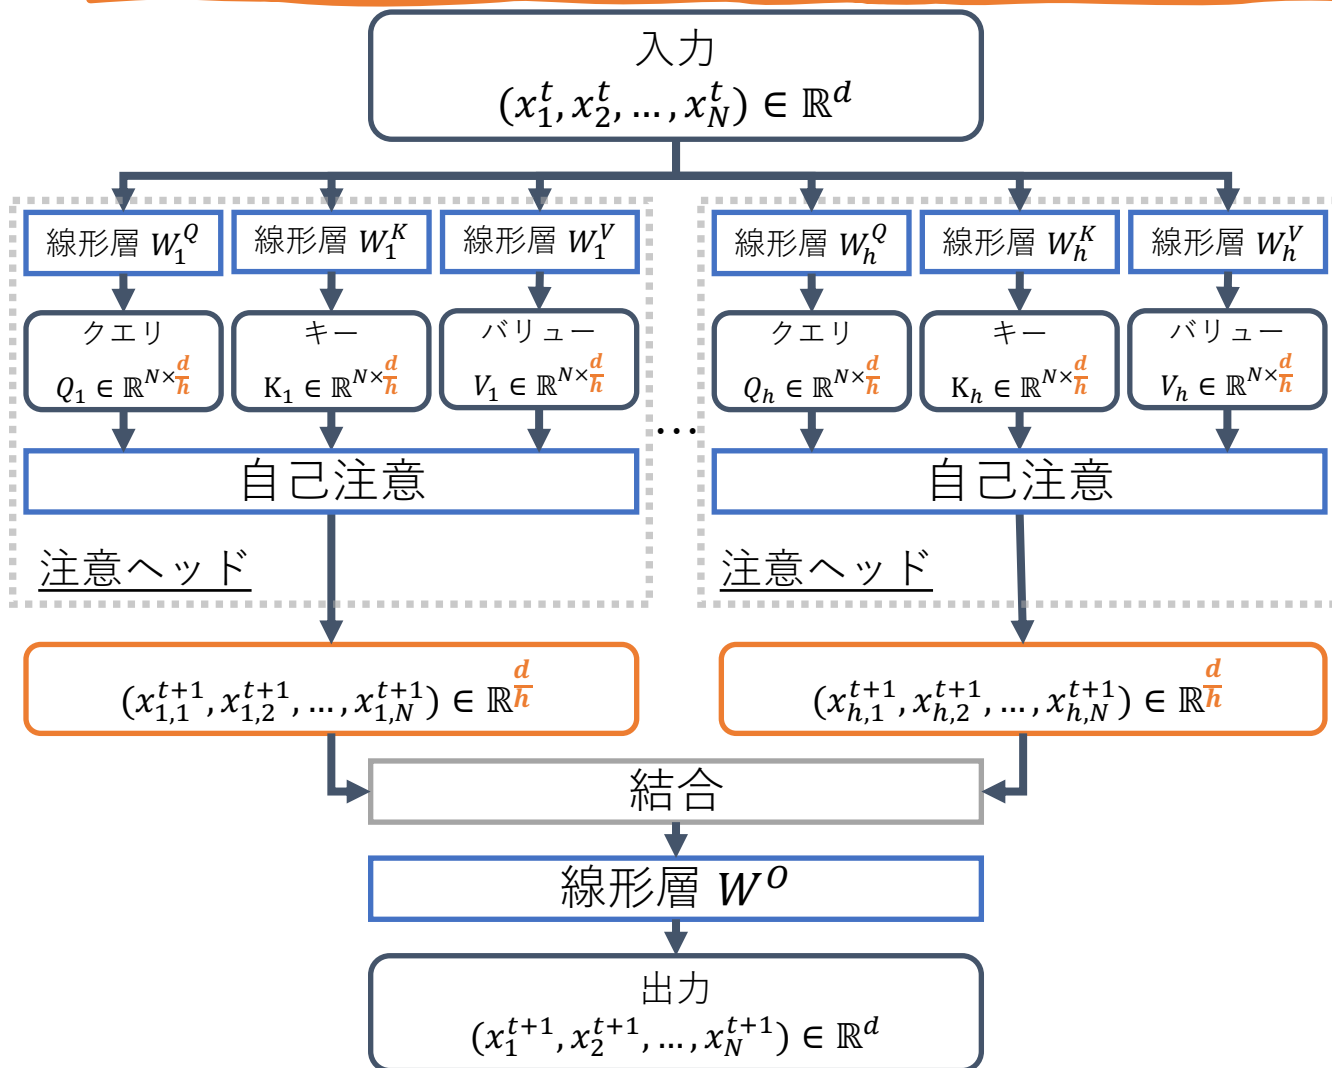 入力
(x_1^t, x_2^t, …, x_N^t) ∈ ℝ^d
線形層 W_1^Q
線形層 W_1^K
線形層 W_1^V
線形層 W_h^Q
線形層 W_h^K
線形層 W_h^V
クエリ
Q_1 ∈ ℝ^{N×d/h}
キー
K_1 ∈ ℝ^{N×d/h}
バリュー
V_1 ∈ ℝ^{N×d/h}
…
クエリ
Q_h ∈ ℝ^{N×d/h}
キー
K_h ∈ ℝ^{N×d/h}
バリュー
V_h ∈ ℝ^{N×d/h}
自己注意
自己注意
注意ヘッド
注意ヘッド
(x_{1,1}^{t+1}, x_{1,2}^{t+1}, …, x_{1,N}^{t+1}) ∈ ℝ^{d/h}
(x_{h,1}^{t+1}, x_{h,2}^{t+1}, …, x_{h,N}^{t+1}) ∈ ℝ^{d/h}
結合
線形層 W^O
出力
(x_1^{t+1}, x_2^{t+1}, …, x_N^{t+1}) ∈ ℝ^d